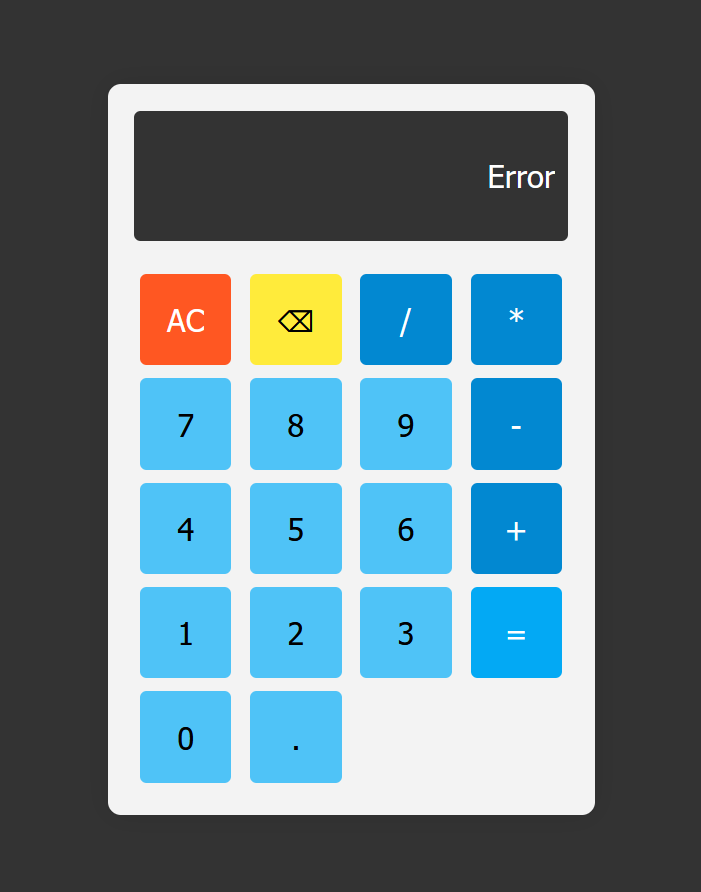 Error
AC ⌫ / *
7 8 9 -
4 5 6 +
1 2 3 =
0 .